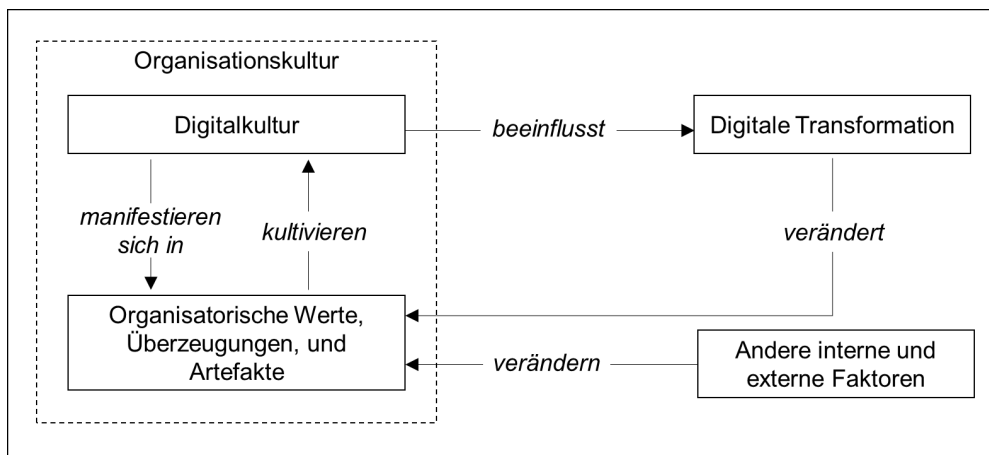 Organisationskultur
Digitalkultur
beeinflusst
Digitale Transformation
manifestieren
sich in
kultivieren
verändert
Organisatorische Werte,
Überzeugungen, und
Artefakte
verändern
Andere interne und
externe Faktoren